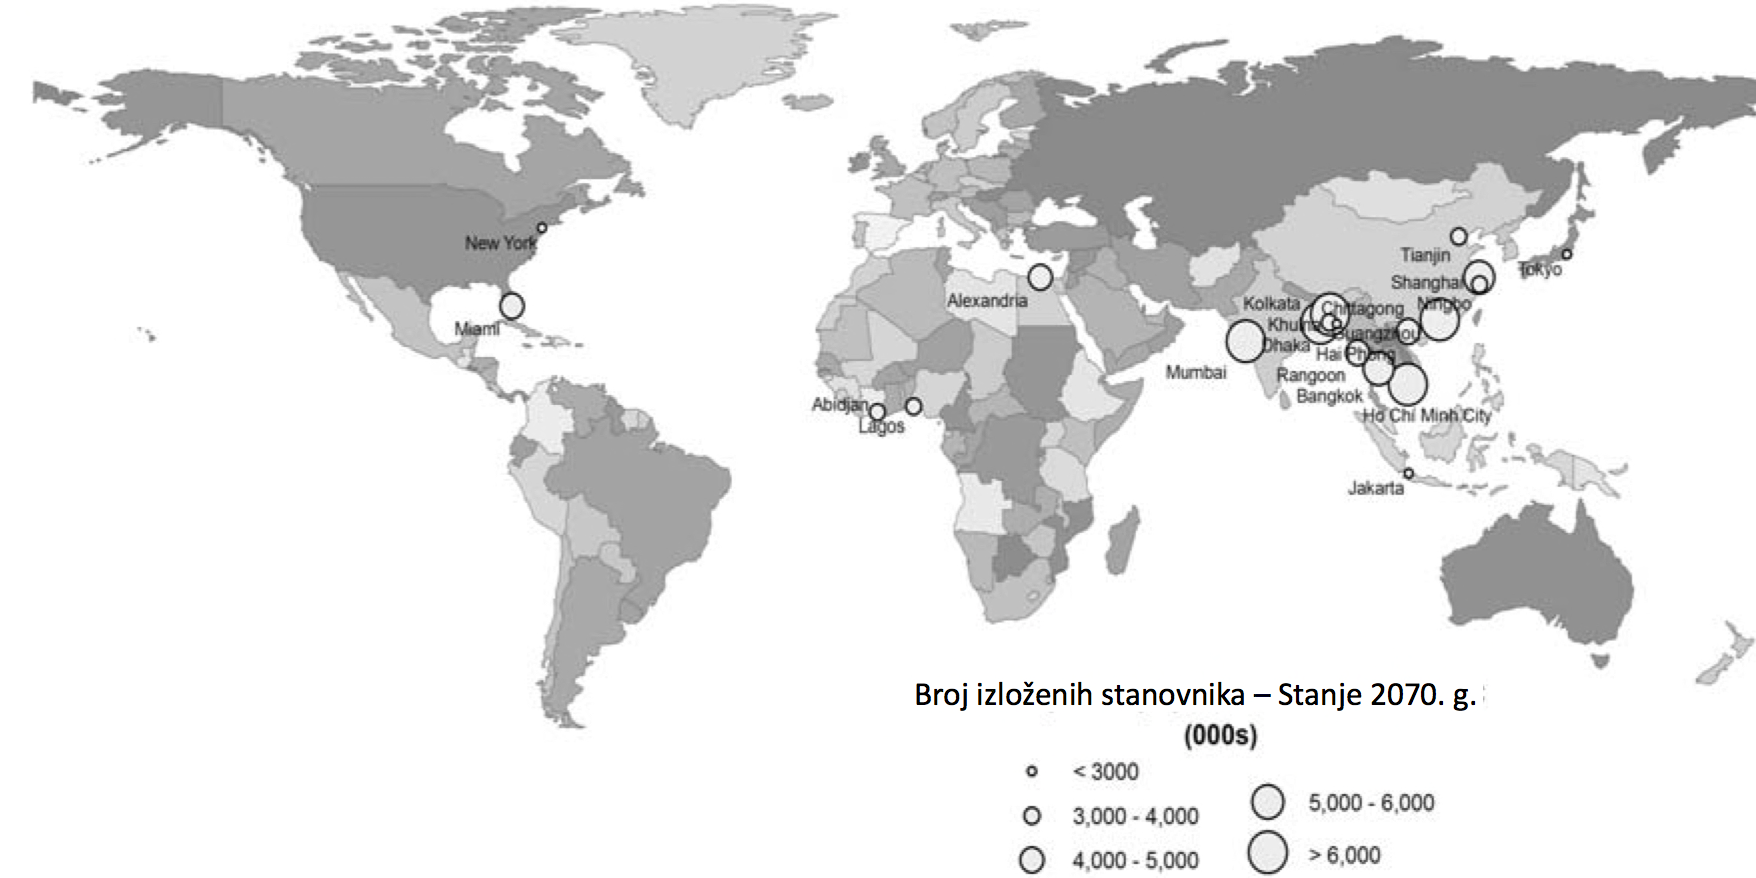 New York
Miami
Alexandria
Abidjan
Lagos
Tianjin
Tokyo
Shanghai
Ningbo
Kolkata
Chittagong
Khulna
Guangzhou
Dhaka
Hai Phong
Mumbai
Rangoon
Bangkok
Ho Chi Minh City
Jakarta
Broj izloženih stanovnika – Stanje 2070. g.
(000s)
< 3000
3,000 - 4,000
4,000 - 5,000
5,000 - 6,000
> 6,000